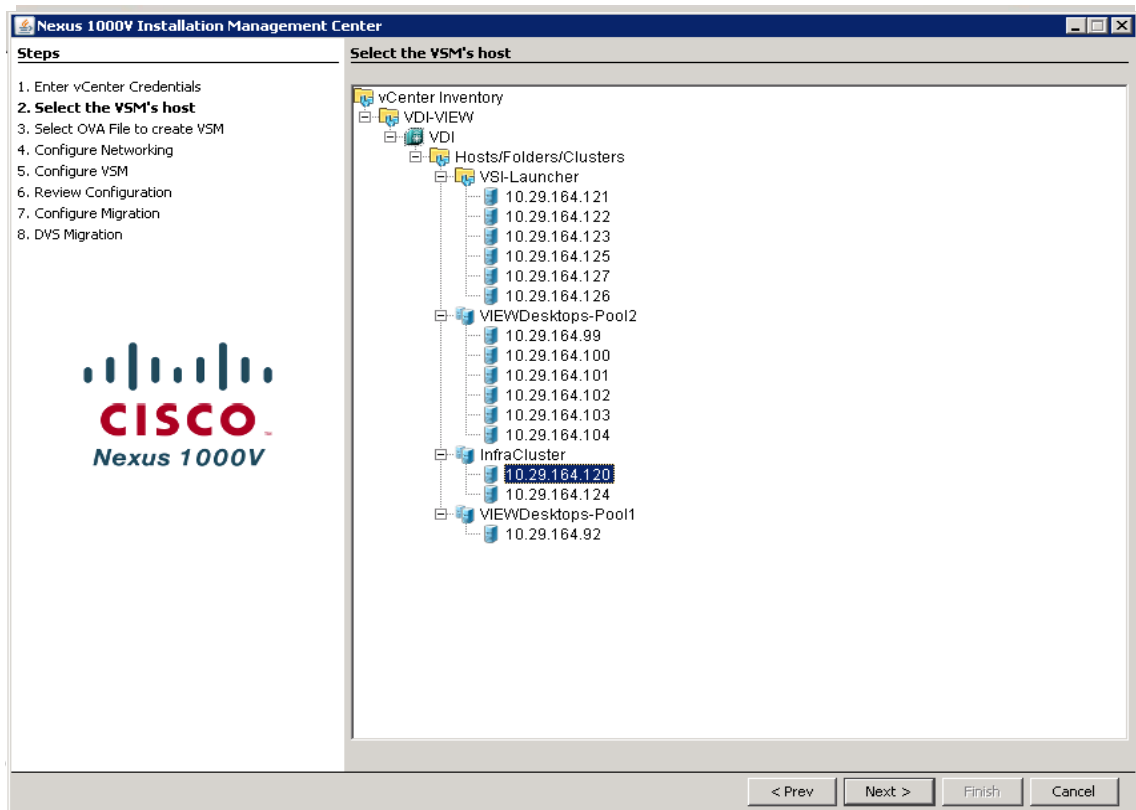 Nexus 1000V Installation Management Center
Steps
1. Enter vCenter Credentials
2. Select the VSM's host
3. Select OVA File to create VSM
4. Configure Networking
5. Configure VSM
6. Review Configuration
7. Configure Migration
8. DVS Migration
CISCO
Nexus 1000V
Select the VSM's host
vCenter Inventory
VDI-VIEW
VDI
Hosts/Folders/Clusters
VSI-Launcher
10.29.164.121
10.29.164.122
10.29.164.123
10.29.164.125
10.29.164.127
10.29.164.126
VIEWDesktops-Pool2
10.29.164.99
10.29.164.100
10.29.164.101
10.29.164.102
10.29.164.103
10.29.164.104
InfraCluster
10.29.164.120
10.29.164.124
VIEWDesktops-Pool1
10.29.164.92
< Prev
Next >
Finish
Cancel